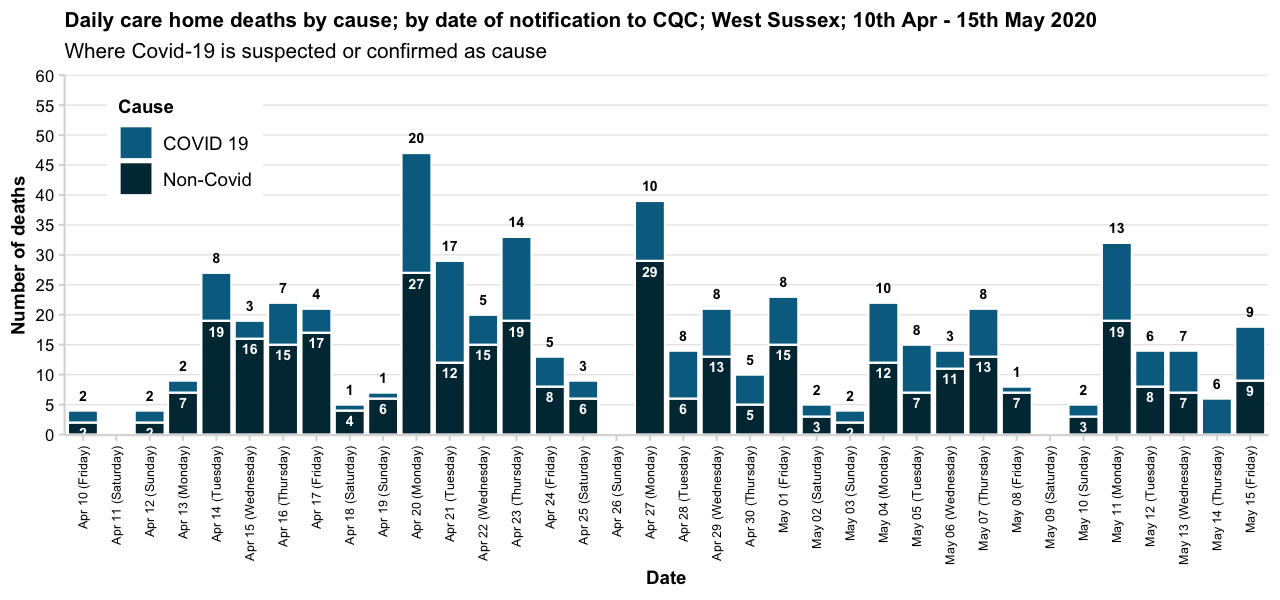 Daily care home deaths by cause; by date of notification to CQC; West Sussex; 10th Apr - 15th May 2020
Where Covid-19 is suspected or confirmed as cause
Number of deaths
60
55
50
45
40
35
30
25
20
15
10
5
0
Cause
COVID 19
Non-Covid
2 2 8 3 7 4 1 1 20 17 5 14 5 3 10 8 8 5 8 2 2 10 8 3 8 1 2 13 6 7 6 9
2 2 7 19 16 15 17 4 6 27 12 15 19 8 6 29 6 13 5 15 3 2 12 7 11 13 7 3 19 8 7 9
2
Apr 10 (Friday)
Apr 11 (Saturday)
Apr 12 (Sunday)
Apr 13 (Monday)
Apr 14 (Tuesday)
Apr 15 (Wednesday)
Apr 16 (Thursday)
Apr 17 (Friday)
Apr 18 (Saturday)
Apr 19 (Sunday)
Apr 20 (Monday)
Apr 21 (Tuesday)
Apr 22 (Wednesday)
Apr 23 (Thursday)
Apr 24 (Friday)
Apr 25 (Saturday)
Apr 26 (Sunday)
Apr 27 (Monday)
Apr 28 (Tuesday)
Apr 29 (Wednesday)
Apr 30 (Thursday)
May 01 (Friday)
May 02 (Saturday)
May 03 (Sunday)
May 04 (Monday)
May 05 (Tuesday)
May 06 (Wednesday)
May 07 (Thursday)
May 08 (Friday)
May 09 (Saturday)
May 10 (Sunday)
May 11 (Monday)
May 12 (Tuesday)
May 13 (Wednesday)
May 14 (Thursday)
May 15 (Friday)
Date